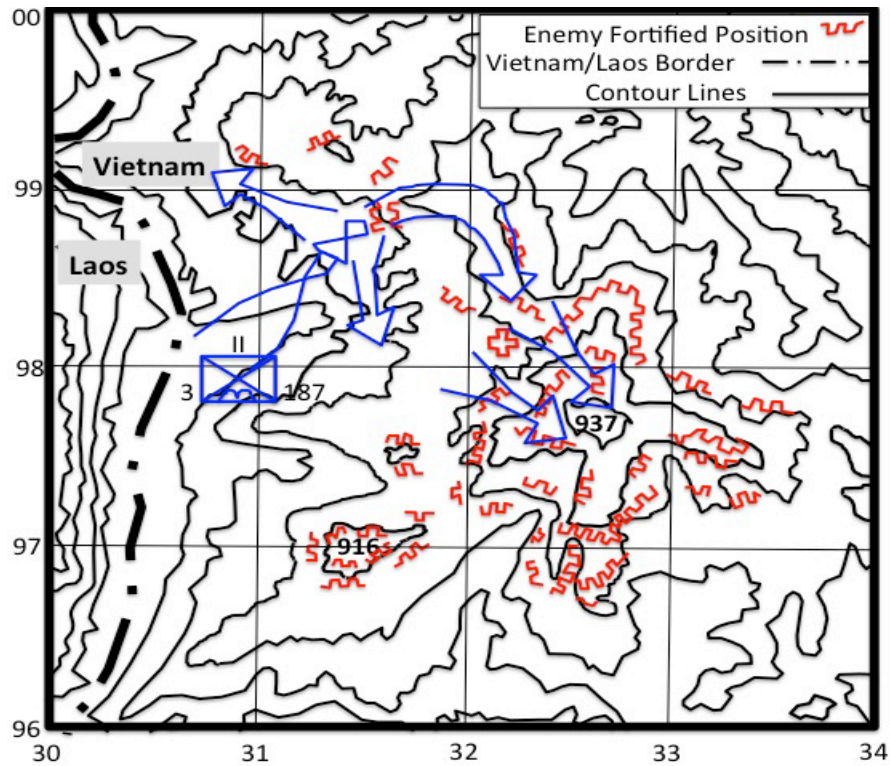 00
Enemy Fortified Position
Vietnam/Laos Border
Contour Lines
Vietnam
99
Laos
II
98
3
187
937
97
916
96
30
31
32
33
34